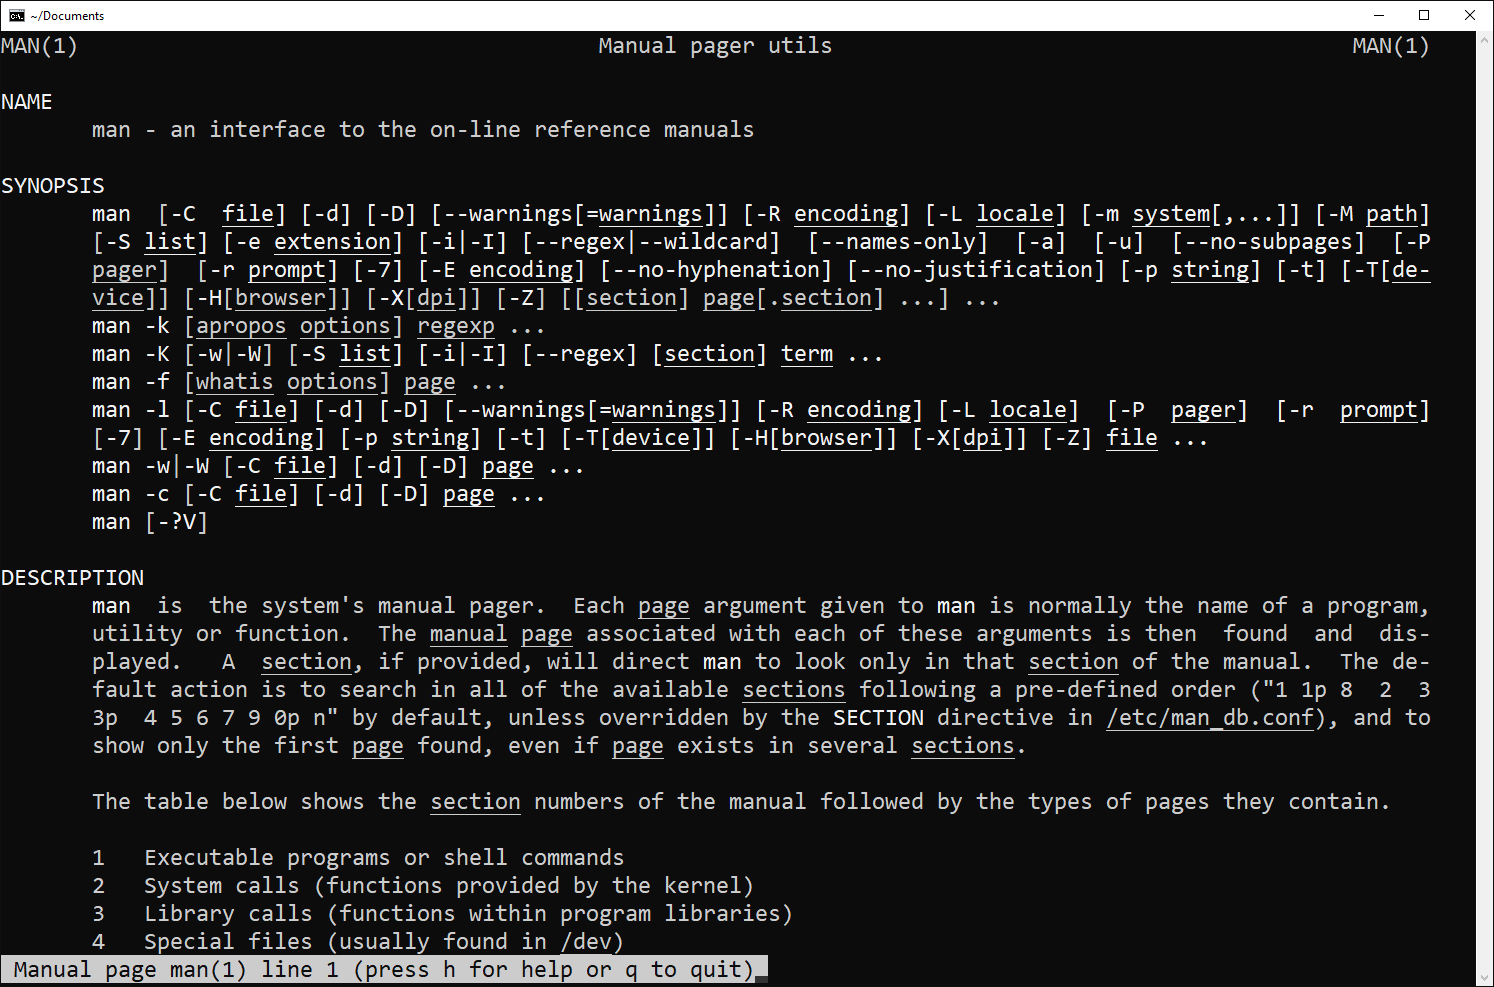 ~/Documents
MAN(1) Manual pager utils MAN(1)
NAME
man - an interface to the on-line reference manuals
SYNOPSIS
man [-C file] [-d] [-D] [--warnings[=warnings]] [-R encoding] [-L locale] [-m system[,...]] [-M path]
[-S list] [-e extension] [-i|-I] [--regex|--wildcard] [--names-only] [-a] [-u] [--no-subpages] [-P
pager] [-r prompt] [-7] [-E encoding] [--no-hyphenation] [--no-justification] [-p string] [-t] [-T[de-
vice]] [-H[browser]] [-X[dpi]] [-Z] [[section] page[.section] ...] ...
man -k [apropos options] regexp ...
man -K [-w|-W] [-S list] [-i|-I] [--regex] [section] term ...
man -f [whatis options] page ...
man -l [-C file] [-d] [-D] [--warnings[=warnings]] [-R encoding] [-L locale] [-P pager] [-r prompt]
[-7] [-E encoding] [-p string] [-t] [-T[device]] [-H[browser]] [-X[dpi]] [-Z] file ...
man -w|-W [-C file] [-d] [-D] page ...
man -c [-C file] [-d] [-D] page ...
man [-?V]
DESCRIPTION
man is the system's manual pager. Each page argument given to man is normally the name of a program,
utility or function. The manual page associated with each of these arguments is then found and dis-
played. A section, if provided, will direct man to look only in that section of the manual. The de-
fault action is to search in all of the available sections following a pre-defined order ("1 1p 8 2 3
3p 4 5 6 7 9 0p n" by default, unless overridden by the SECTION directive in /etc/man_db.conf), and to
show only the first page found, even if page exists in several sections.
The table below shows the section numbers of the manual followed by the types of pages they contain.
1 Executable programs or shell commands
2 System calls (functions provided by the kernel)
3 Library calls (functions within program libraries)
4 Special files (usually found in /dev)
Manual page man(1) line 1 (press h for help or q to quit)